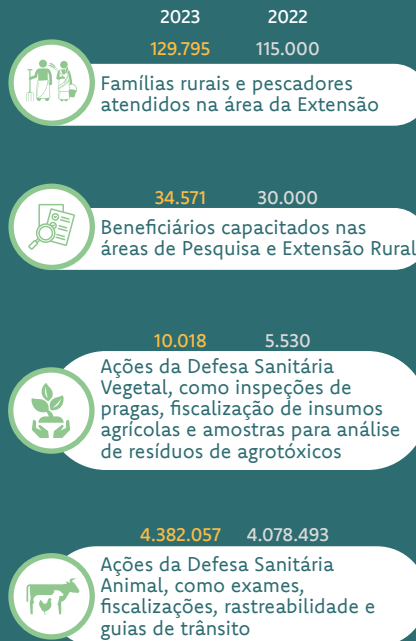 2023 2022
129.795 115.000
Famílias rurais e pescadores
atendidos na área da Extensão
34.571 30.000
Beneficiários capacitados nas
áreas de Pesquisa e Extensão Rural
10.018 5.530
Ações da Defesa Sanitária
Vegetal, como inspeções de
pragas, fiscalização de insumos
agrícolas e amostras para análise
de resíduos de agrotóxicos
4.382.057 4.078.493
Ações da Defesa Sanitária
Animal, como exames,
fiscalizações, rastreabilidade e
guias de trânsito